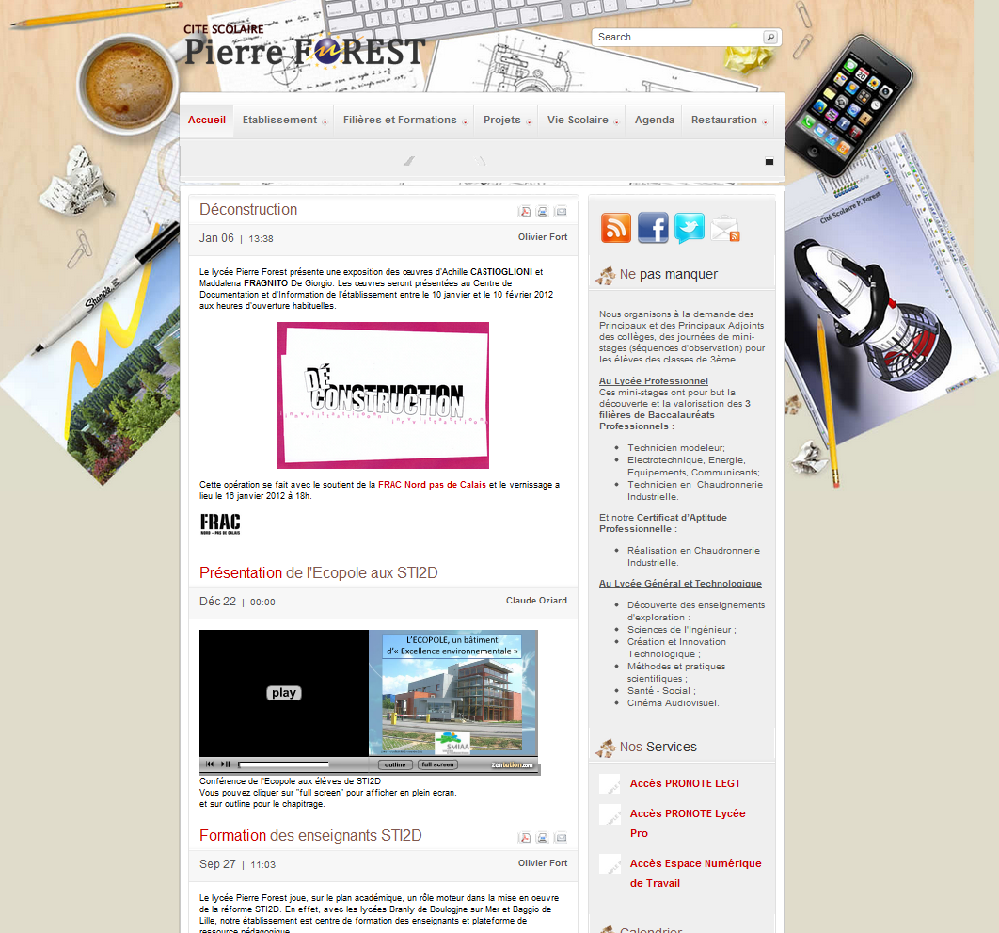 CITE SCOLAIRE
Pierre FOREST
Search...
Accueil
Etablissement
Filières et Formations
Projets
Vie Scolaire
Agenda
Restauration
Sharpie
Cité Scolaire P. Forest
Déconstruction
Jan 06 | 13:38
Olivier Fort
Le lycée Pierre Forest présente une exposition des œuvres d'Achille CASTIOGLIONI et
Maddalena FRAGNITO De Giorgio. Les œuvres seront présentées au Centre de
Documentation et d'Information de l'établissement entre le 10 janvier et le 10 février 2012
aux heures d'ouverture habituelles.
DÉ
CONSTRUCTION
Cette opération se fait avec le soutient de la FRAC Nord pas de Calais et le vernissage a
lieu le 16 janvier 2012 à 18h.
FRAC
NORD - PAS DE CALAIS
Présentation de l'Ecopole aux STI2D
Déc 22 | 00:00
Claude Oziard
L'ECOPOLE, un bâtiment
d'« Excellence environnementale »
play
SMIAA
outline
full screen
Conférence de l'Ecopole aux élèves de STI2D
Vous pouvez cliquer sur "full screen" pour afficher en plein ecran,
et sur outline pour le chapitrage.
Formation des enseignants STI2D
Sep 27 | 11:03
Olivier Fort
Le lycée Pierre Forest joue, sur le plan académique, un rôle moteur dans la mise en oeuvre
de la réforme STI2D. En effet, avec les lycées Branly de Boulogjne sur Mer et Baggio de
Lille, notre établissement est centre de formation des enseignants et plateforme de
ressource pédagogique.
Ne pas manquer
Nous organisons à la demande des
Principaux et des Principaux Adjoints
des collèges, des journées de mini-
stages (séquences d'observation) pour
les élèves des classes de 3ème.
Au Lycée Professionnel
Ces mini-stages ont pour but la
découverte et la valorisation des 3
filières de Baccalauréats
Professionnels :
Technicien modeleur;
Electrotechnique, Energie,
Equipements, Communicants;
Technicien en Chaudronnerie
Industrielle.
Et notre Certificat d'Aptitude
Professionnelle :
Réalisation en Chaudronnerie
Industrielle.
Au Lycée Général et Technologique
Découverte des enseignements
d'exploration :
Sciences de l'Ingénieur ;
Création et Innovation
Technologique ;
Méthodes et pratiques
scientifiques ;
Santé - Social ;
Cinéma Audiovisuel.
Nos Services
Accès PRONOTE LEGT
Accès PRONOTE Lycée
Pro
Accès Espace Numérique
de Travail
Calendrier